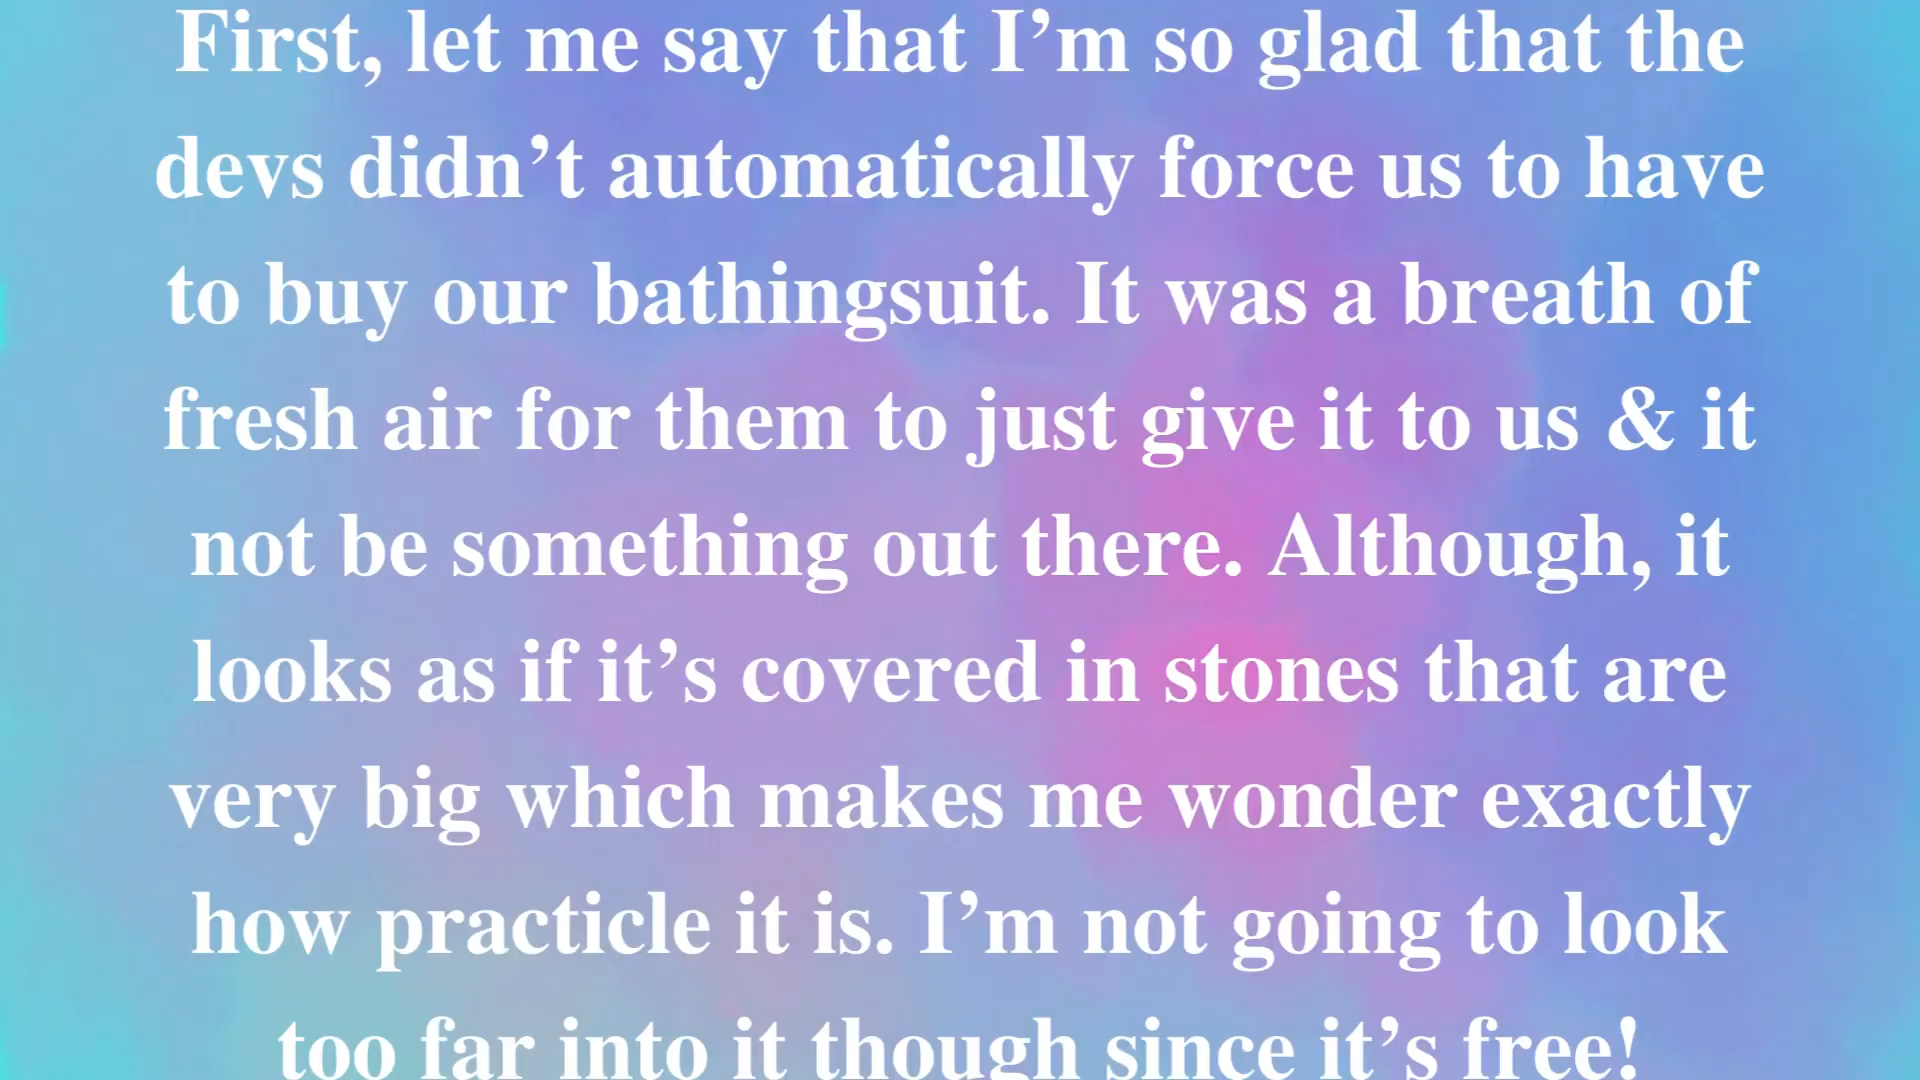 First, let me say that I’m so glad that the
devs didn’t automatically force us to have
to buy our bathingsuit. It was a breath of
fresh air for them to just give it to us & it
not be something out there. Although, it
looks as if it’s covered in stones that are
very big which makes me wonder exactly
how practicle it is. I’m not going to look
too far into it though since it’s free!